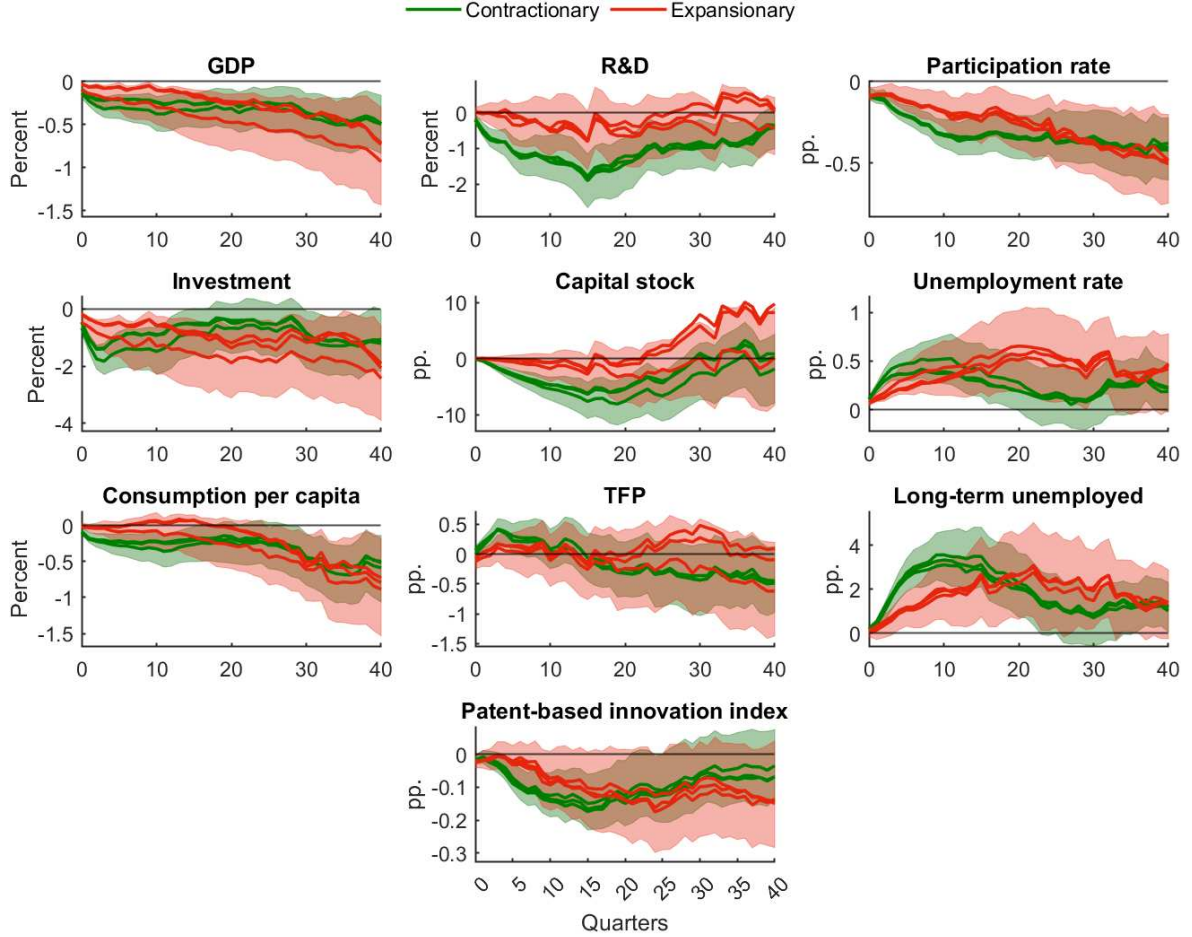 Contractionary Expansionary
GDP
0
-0.5
-1
-1.5
Percent
0 10 20 30 40
R&D
0
-1
-2
Percent
0 10 20 30 40
Participation rate
0
-0.5
pp.
0 10 20 30 40
Investment
0
-2
-4
Percent
0 10 20 30 40
Capital stock
10
0
-10
pp.
0 10 20 30 40
Unemployment rate
1
0.5
0
pp.
0 10 20 30 40
Consumption per capita
0
-0.5
-1
-1.5
Percent
0 10 20 30 40
TFP
0.5
0
-0.5
-1
-1.5
pp.
0 10 20 30 40
Long-term unemployed
4
2
0
pp.
0 10 20 30 40
Patent-based innovation index
0
-0.1
-0.2
-0.3
pp.
0 5 10 15 20 25 30 35 40
Quarters